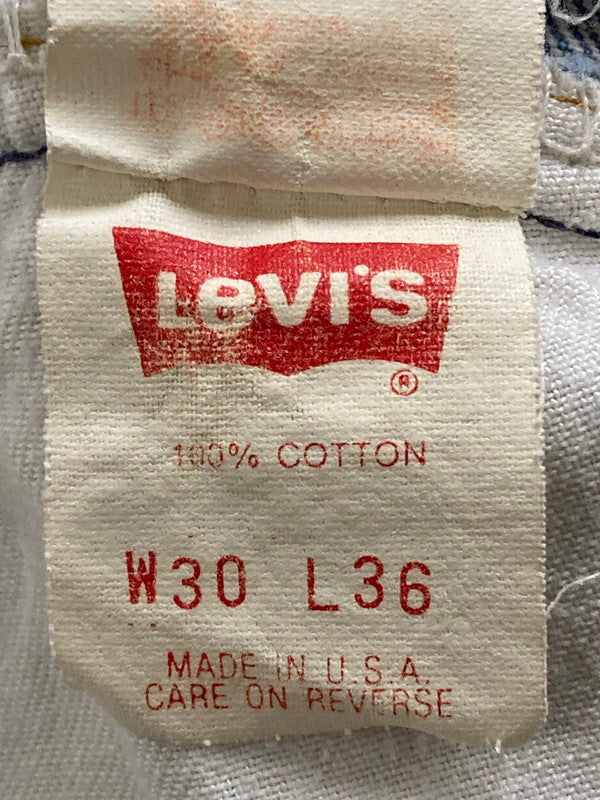 Levi's
®
100% COTTON
W30 L36
MADE IN U.S.A.
CARE ON REVERSE